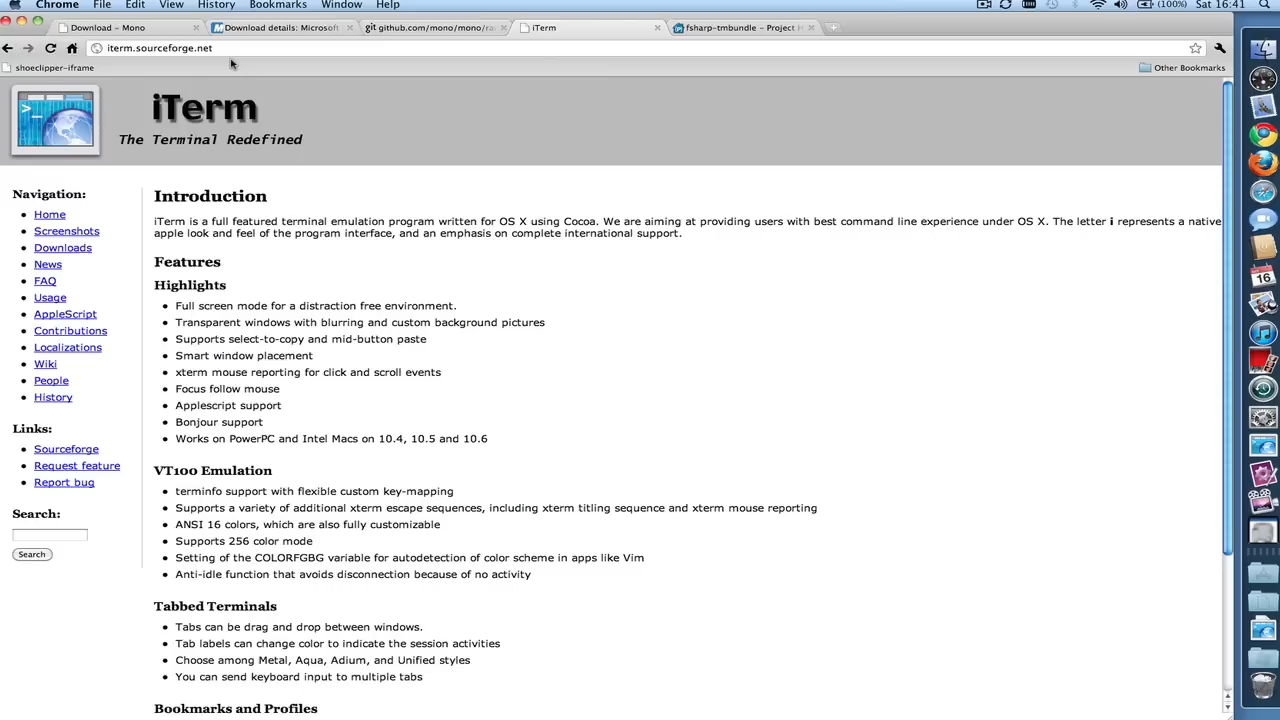 Chrome File Edit View History Bookmarks Window Help (100%) Sat 16:41
Download – Mono Download details: Microsoft github.com/mono/mono/ra iTerm fsharp-tmbundle – Project H
iterm.sourceforge.net
shoeclipper-iframe Other Bookmarks
iTerm
The Terminal Redefined
Navigation:
Home
Screenshots
Downloads
News
FAQ
Usage
AppleScript
Contributions
Localizations
Wiki
People
History
Links:
Sourceforge
Request feature
Report bug
Search:
Search
Introduction
iTerm is a full featured terminal emulation program written for OS X using Cocoa. We are aiming at providing users with best command line experience under OS X. The letter i represents a native
apple look and feel of the program interface, and an emphasis on complete international support.
Features
Highlights
Full screen mode for a distraction free environment.
Transparent windows with blurring and custom background pictures
Supports select-to-copy and mid-button paste
Smart window placement
xterm mouse reporting for click and scroll events
Focus follow mouse
Applescript support
Bonjour support
Works on PowerPC and Intel Macs on 10.4, 10.5 and 10.6
VT100 Emulation
terminfo support with flexible custom key-mapping
Supports a variety of additional xterm escape sequences, including xterm titling sequence and xterm mouse reporting
ANSI 16 colors, which are also fully customizable
Supports 256 color mode
Setting of the COLORFGBG variable for autodetection of color scheme in apps like Vim
Anti-idle function that avoids disconnection because of no activity
Tabbed Terminals
Tabs can be drag and drop between windows.
Tab labels can change color to indicate the session activities
Choose among Metal, Aqua, Adium, and Unified styles
You can send keyboard input to multiple tabs
Bookmarks and Profiles
16